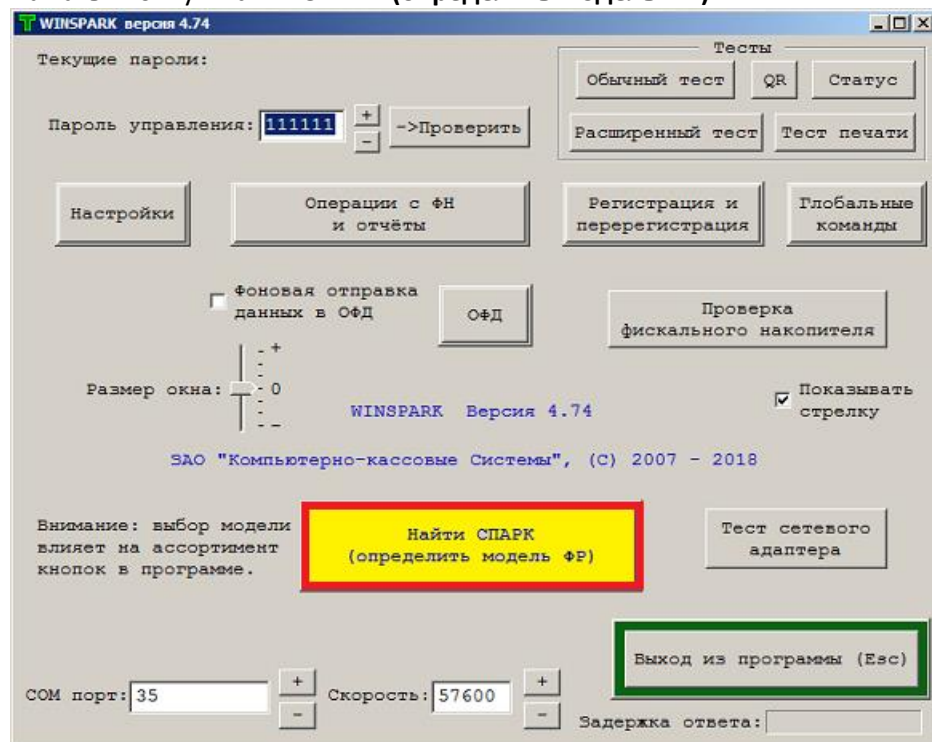 WINSPARK версия 4.74
Текущие пароли:
Тесты
Обычный тест
QR
Статус
Пароль управления:
111111
+
-
->Проверить
Расширенный тест
Тест печати
Настройки
Операции с ФН
и отчёты
Регистрация и
перерегистрация
Глобальные
команды
Фоновая отправка
данных в ОФД
ОФД
Проверка
фискального накопителя
Размер окна:
+
0
-
Показывать
стрелку
WINSPARK Версия 4.74
ЗАО "Компьютерно-кассовые Системы", (C) 2007 - 2018
Внимание: выбор модели
влияет на ассортимент
кнопок в программе.
Найти СПАРК
(определить модель ФР)
Тест сетевого
адаптера
Выход из программы (Esc)
COM порт:
35
+
-
Скорость:
57600
+
-
Задержка ответа: